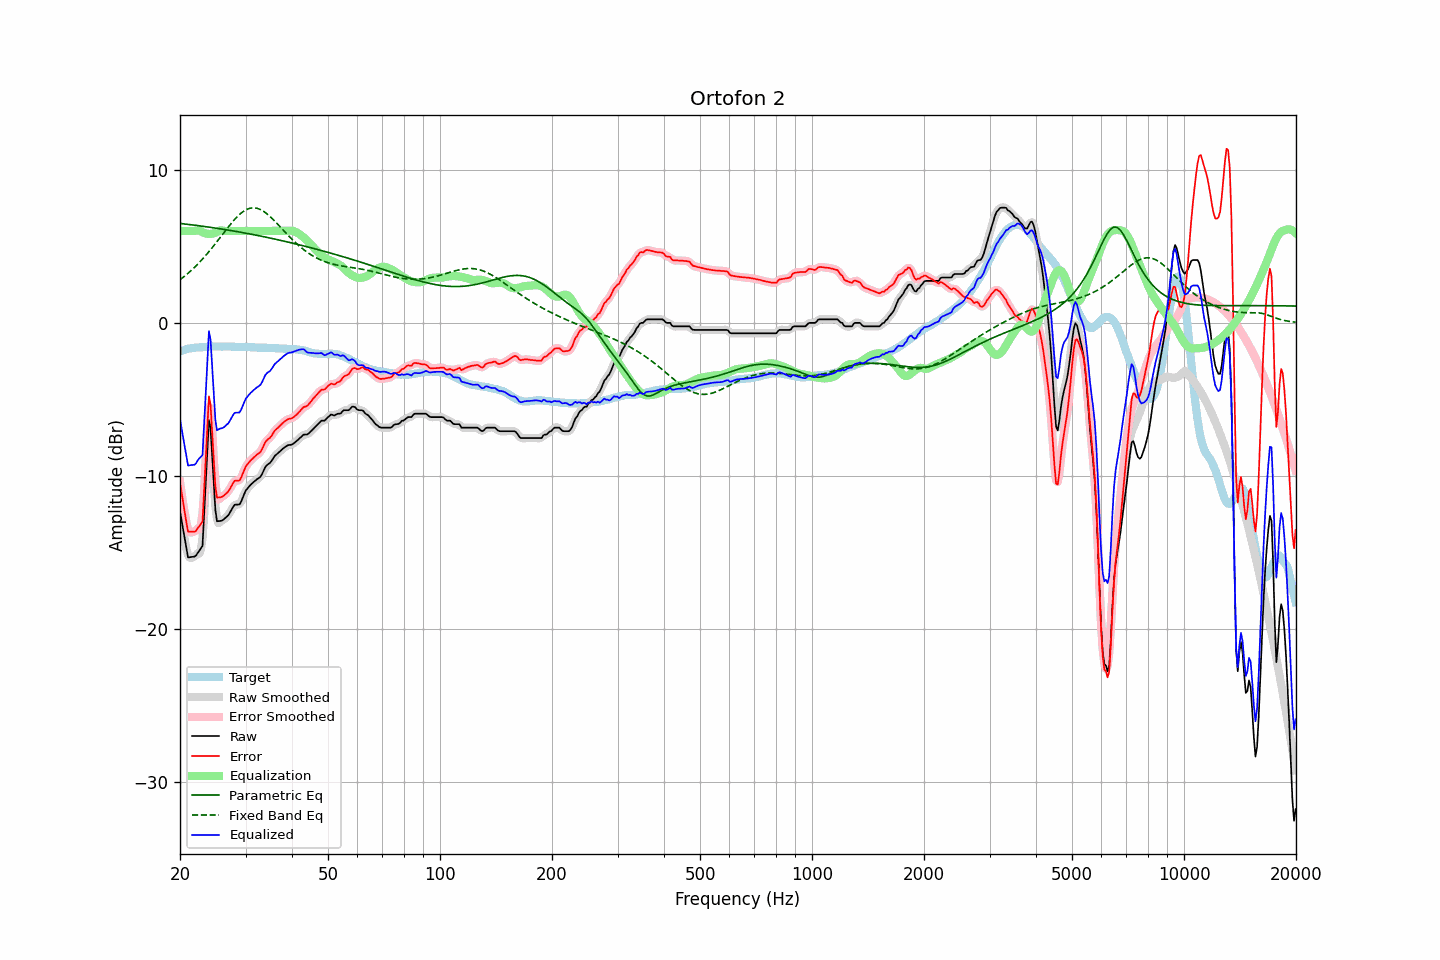 Ortofon 2
Amplitude (dBr)
10
0
−10
−20
−30
Target
Raw Smoothed
Error Smoothed
Raw
Error
Equalization
Parametric Eq
Fixed Band Eq
Equalized
20 50 100 200 500 1000 2000 5000 10000 20000
Frequency (Hz)